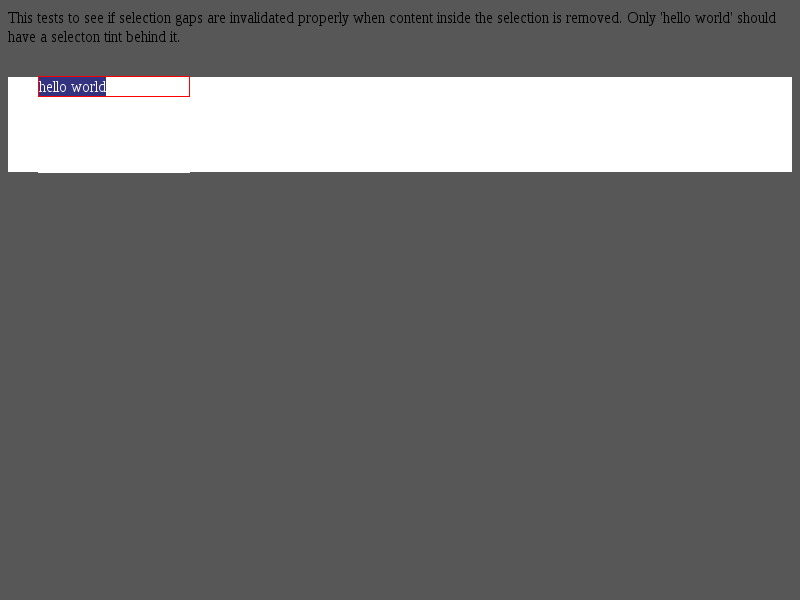 This tests to see if selection gaps are invalidated properly when content inside the selection is removed. Only 'hello world' should
have a selecton tint behind it.
hello world